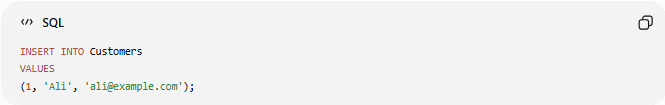 SQL
INSERT INTO Customers
VALUES
(1, 'Ali', 'ali@example.com');